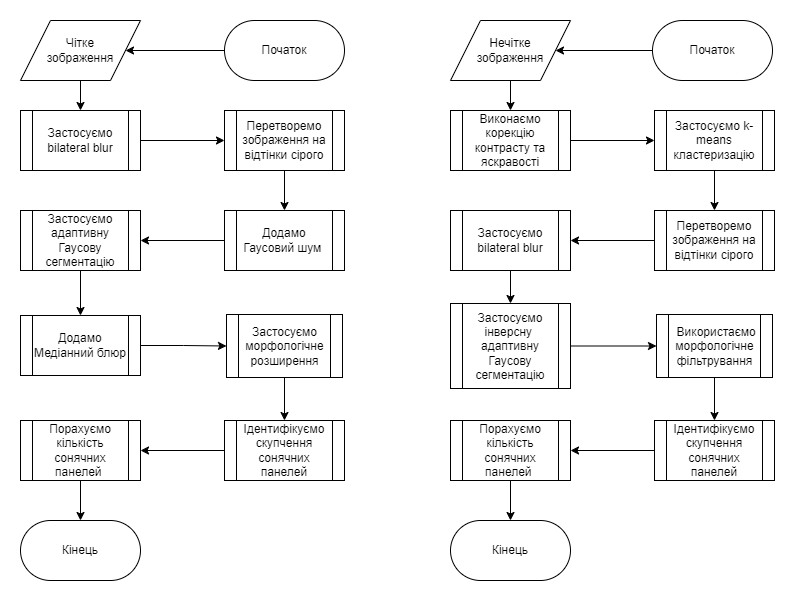 Чітке
зображення
Початок
Застосуємо
bilateral blur
Перетворемо
зображення на
відтінки сірого
Застосуємо
адаптивну
Гаусову
сегментацію
Додамо
Гаусовий шум
Додамо
Медіанний блюр
Застосуємо
морфологічне
розширення
Порахуємо
кількість
сонячних
панелей
Ідентифікуємо
скупчення
сонячних
панелей
Кінець
Нечітке
зображення
Початок
Виконаємо
корекцію
контрасту та
яскравості
Застосуємо k-
means
кластеризацію
Застосуємо
bilateral blur
Перетворемо
зображення на
відтінки сірого
Застосуємо
інверсну
адаптивну
Гаусову
сегментацію
Використаємо
морфологічне
фільтрування
Порахуємо
кількість
сонячних
панелей
Ідентифікуємо
скупчення
сонячних
панелей
Кінець